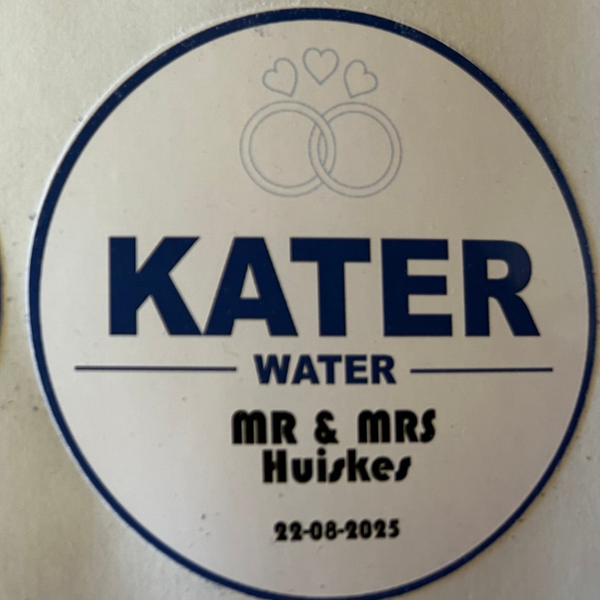 KATER
WATER
MR & MRS
Huiskes
22-08-2025